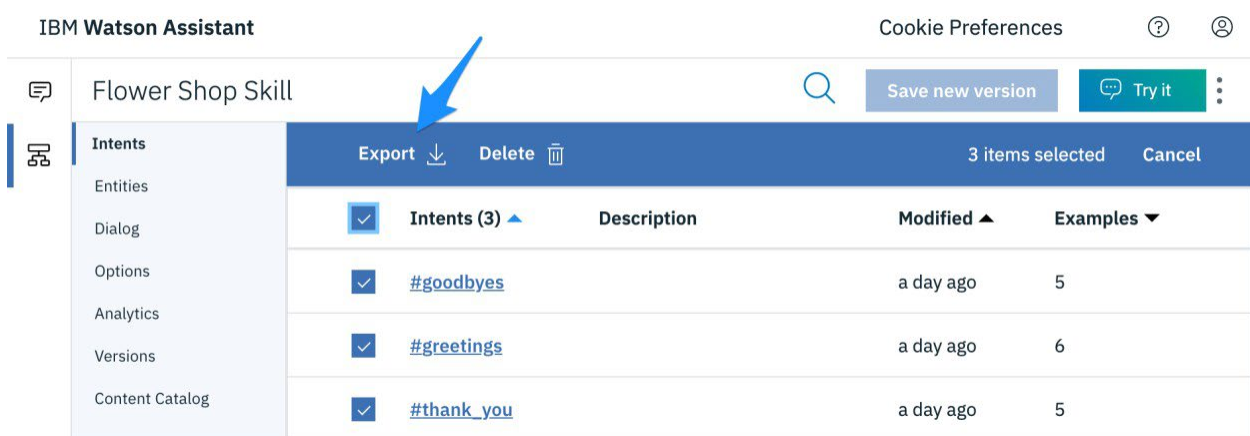 IBM Watson Assistant Cookie Preferences
Flower Shop Skill Save new version Try it
Intents
Entities
Dialog
Options
Analytics
Versions
Content Catalog
Export Delete 3 items selected Cancel
Intents (3) Description Modified Examples
#goodbyes a day ago 5
#greetings a day ago 6
#thank_you a day ago 5